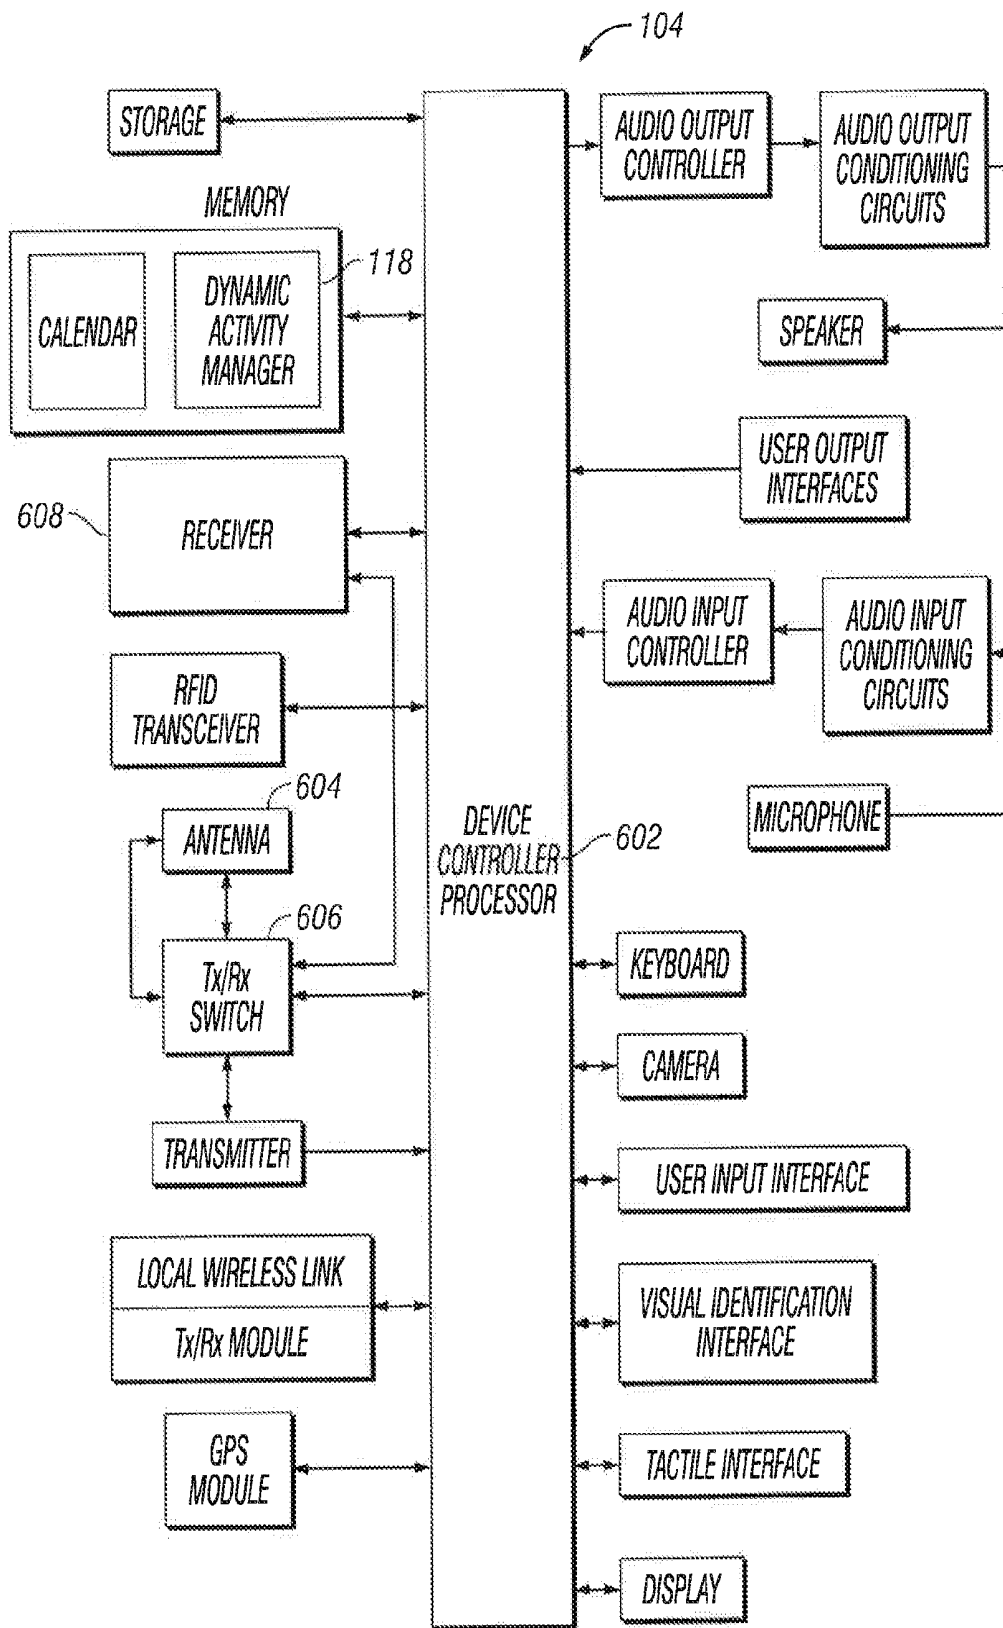 104
STORAGE
AUDIO OUTPUT
CONTROLLER
AUDIO OUTPUT
CONDITIONING
CIRCUITS
MEMORY
118
CALENDAR
DYNAMIC
ACTIVITY
MANAGER
SPEAKER
USER OUTPUT
INTERFACES
608
RECEIVER
AUDIO INPUT
CONTROLLER
AUDIO INPUT
CONDITIONING
CIRCUITS
RFID
TRANSCEIVER
604
ANTENNA
MICROPHONE
DEVICE
CONTROLLER
PROCESSOR
602
606
Tx/Rx
SWITCH
KEYBOARD
CAMERA
TRANSMITTER
USER INPUT INTERFACE
LOCAL WIRELESS LINK
Tx/Rx MODULE
VISUAL IDENTIFICATION
INTERFACE
GPS
MODULE
TACTILE INTERFACE
DISPLAY